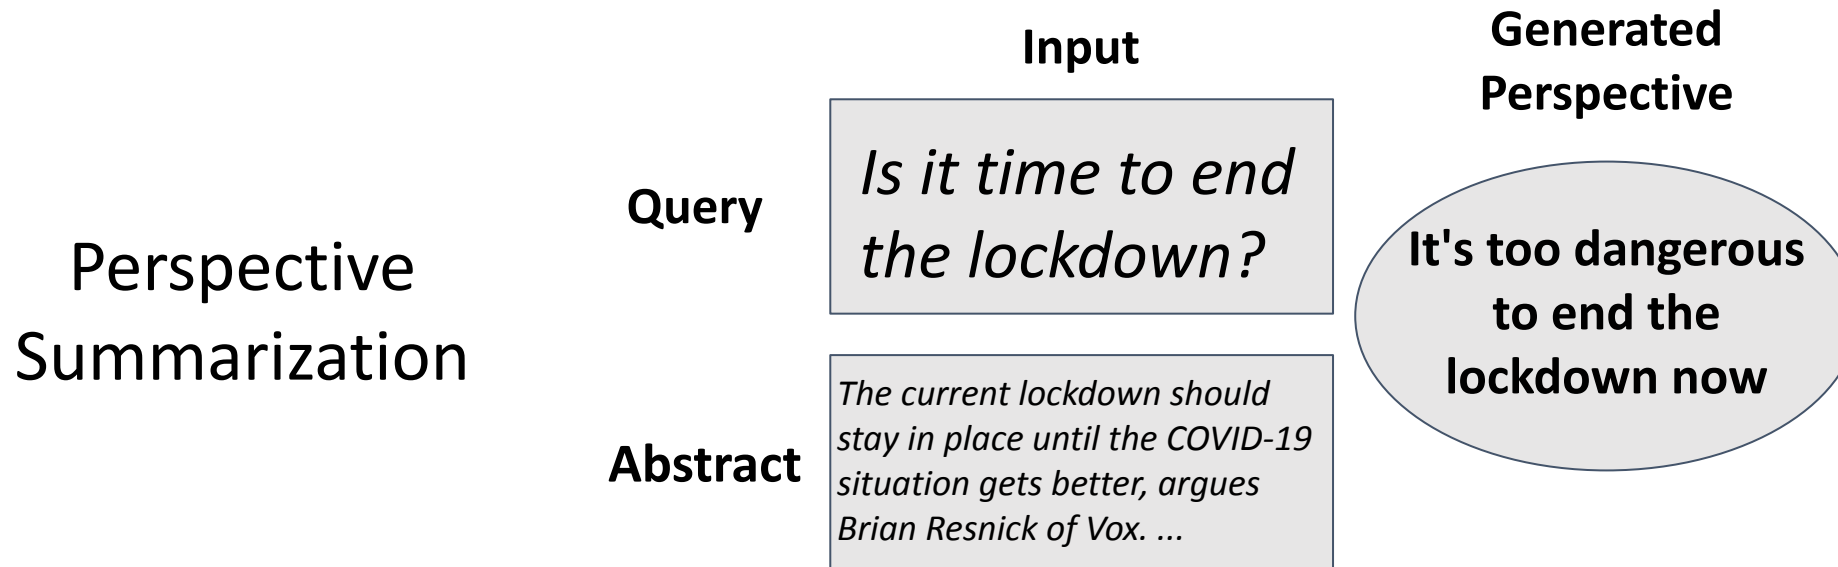 Input
Generated
Perspective
Query
Is it time to end
the lockdown?
Perspective
Summarization
It's too dangerous
to end the
lockdown now
Abstract
The current lockdown should
stay in place until the COVID-19
situation gets better, argues
Brian Resnick of Vox. ...